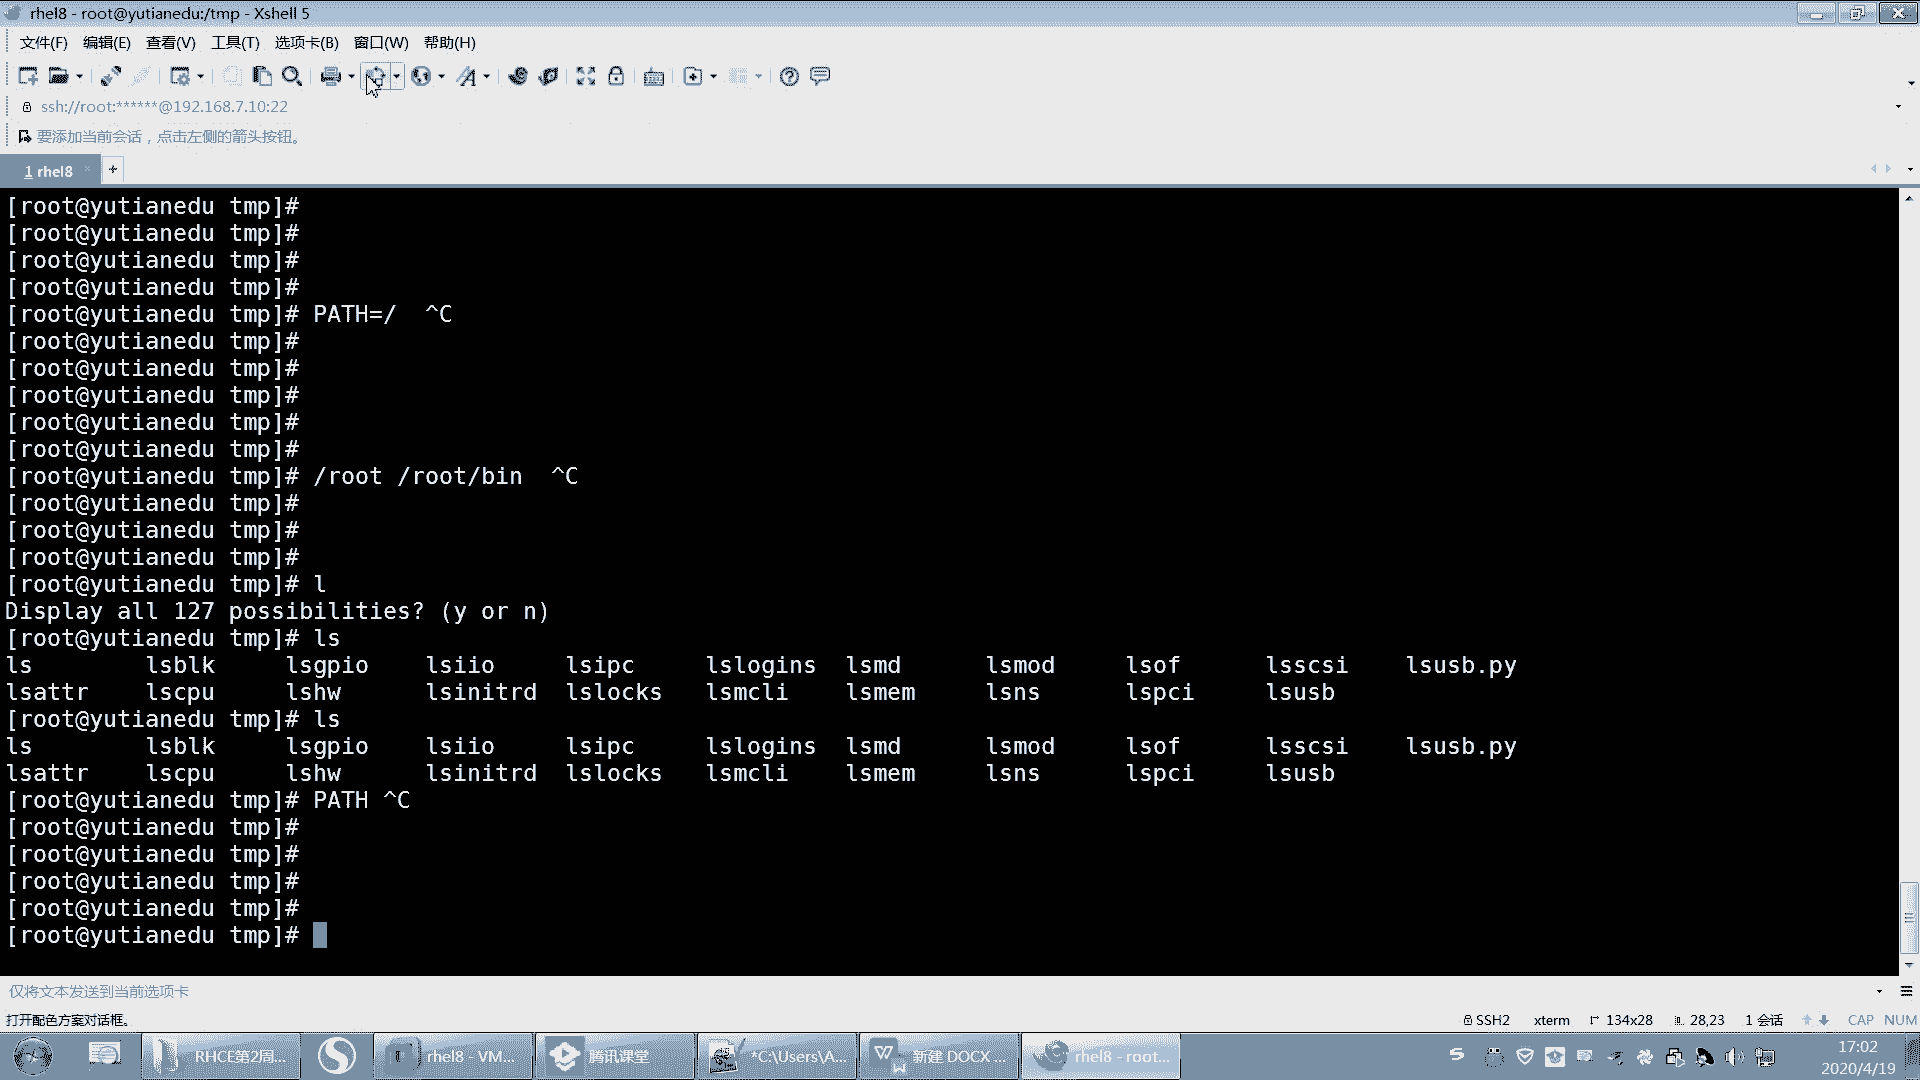 rhel8 - root@yutianedu:/tmp - Xshell 5
文件(F) 编辑(E) 查看(V) 工具(T) 选项卡(B) 窗口(W) 帮助(H)
ssh://root:******@192.168.7.10:22
要添加当前会话，点击左侧的箭头按钮。
1 rhel8 +
[root@yutianedu tmp]#
[root@yutianedu tmp]#
[root@yutianedu tmp]#
[root@yutianedu tmp]#
[root@yutianedu tmp]# PATH=/  ^C
[root@yutianedu tmp]#
[root@yutianedu tmp]#
[root@yutianedu tmp]#
[root@yutianedu tmp]#
[root@yutianedu tmp]#
[root@yutianedu tmp]# /root /root/bin  ^C
[root@yutianedu tmp]#
[root@yutianedu tmp]#
[root@yutianedu tmp]#
[root@yutianedu tmp]# l
Display all 127 possibilities? (y or n)
[root@yutianedu tmp]# ls
ls lsblk lsgpio lsiio lsipc lslogins lsmd lsmod lsof lsscsi lsusb.py
lsattr lscpu lshw lsinitrd lslocks lsmcli lsmem lsns lspci lsusb
[root@yutianedu tmp]# ls
ls lsblk lsgpio lsiio lsipc lslogins lsmd lsmod lsof lsscsi lsusb.py
lsattr lscpu lshw lsinitrd lslocks lsmcli lsmem lsns lspci lsusb
[root@yutianedu tmp]# PATH ^C
[root@yutianedu tmp]#
[root@yutianedu tmp]#
[root@yutianedu tmp]#
[root@yutianedu tmp]#
[root@yutianedu tmp]#
仅将文本发送到当前选项卡
打开配色方案对话框。 SSH2 xterm 134x28 28,23 1 会话 CAP NUM
RHCE第2周... rhel8 - VM... 腾讯课堂 *C:\Users\A... 新建 DOCX ... rhel8 - root... 17:02
2020/4/19